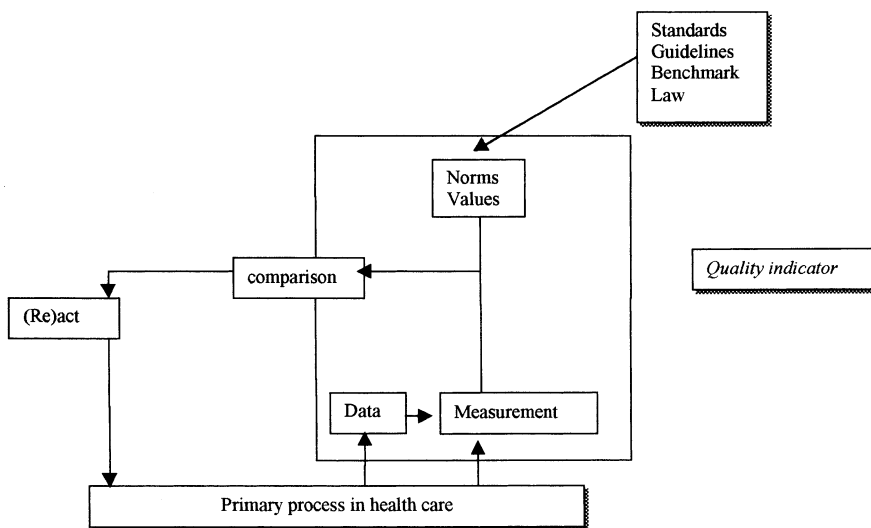 Standards
Guidelines
Benchmark
Law
Norms
Values
comparison
Quality indicator
(Re)act
Data
Measurement
Primary process in health care